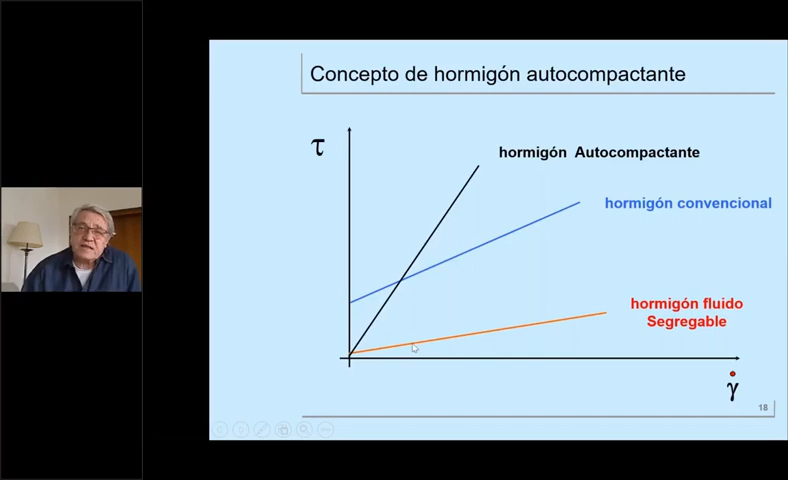 Concepto de hormigón autocompactante
τ
hormigón Autocompactante
hormigón convencional
hormigón fluido
Segregable
γ̇
18